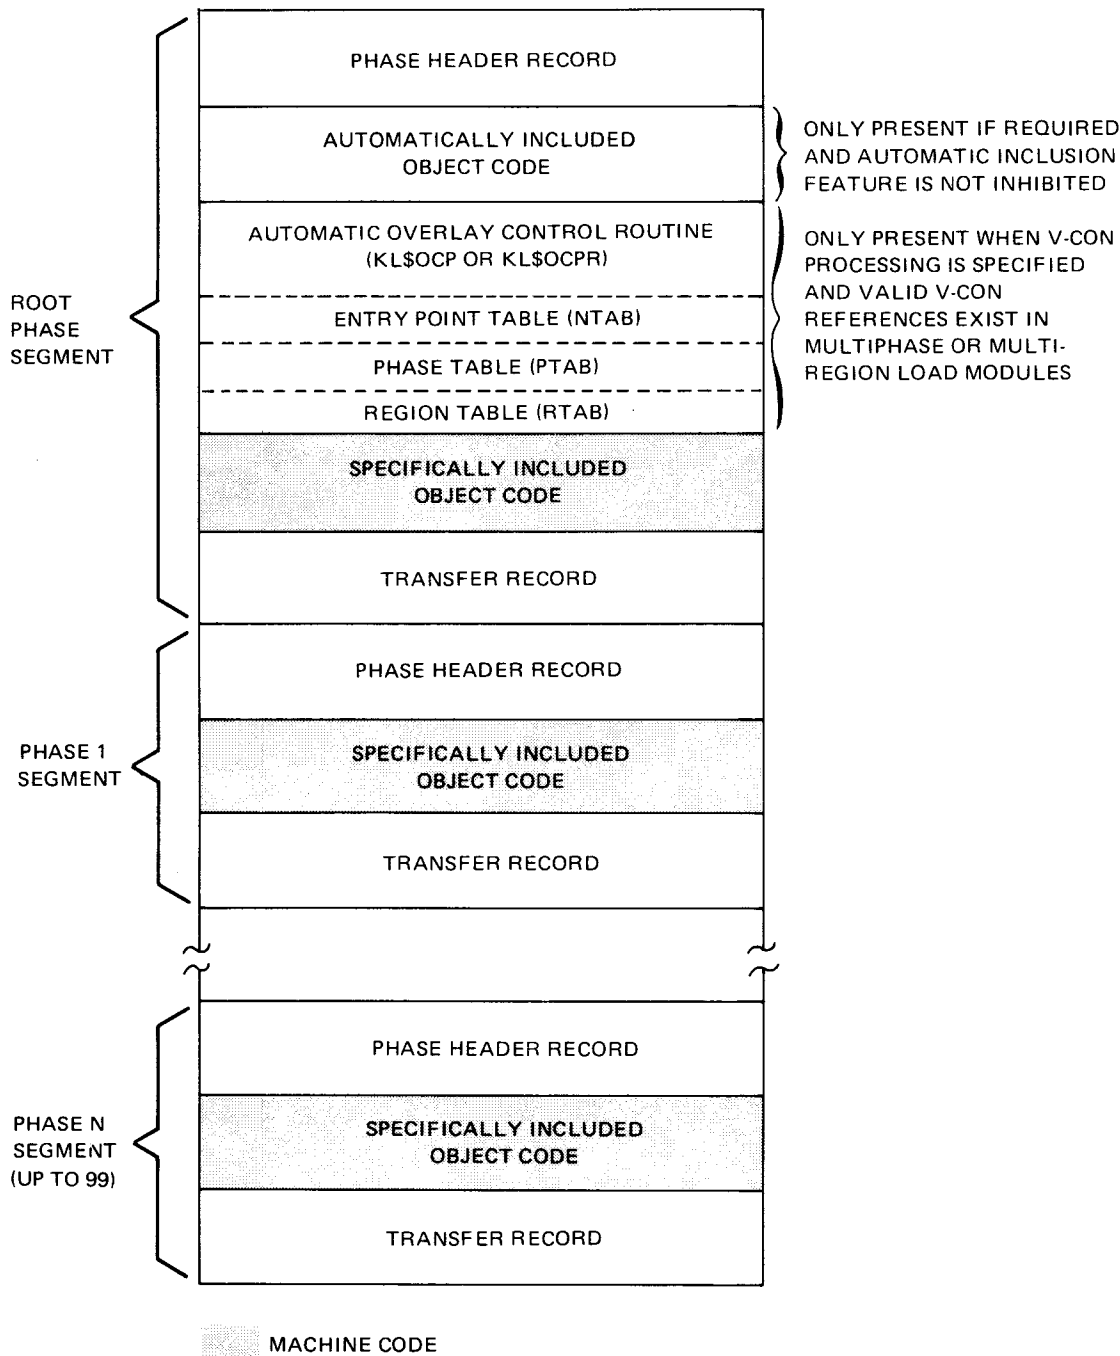 PHASE HEADER RECORD
AUTOMATICALLY INCLUDED
OBJECT CODE
ONLY PRESENT IF REQUIRED
AND AUTOMATIC INCLUSION
FEATURE IS NOT INHIBITED
AUTOMATIC OVERLAY CONTROL ROUTINE
(KL$OCP OR KL$OCPR)
ENTRY POINT TABLE (NTAB)
PHASE TABLE (PTAB)
REGION TABLE (RTAB)
ONLY PRESENT WHEN V-CON
PROCESSING IS SPECIFIED
AND VALID V-CON
REFERENCES EXIST IN
MULTIPHASE OR MULTI-
REGION LOAD MODULES
ROOT
PHASE
SEGMENT
SPECIFICALLY INCLUDED
OBJECT CODE
TRANSFER RECORD
PHASE HEADER RECORD
PHASE 1
SEGMENT
SPECIFICALLY INCLUDED
OBJECT CODE
TRANSFER RECORD
PHASE HEADER RECORD
PHASE N
SEGMENT
(UP TO 99)
SPECIFICALLY INCLUDED
OBJECT CODE
TRANSFER RECORD
MACHINE CODE